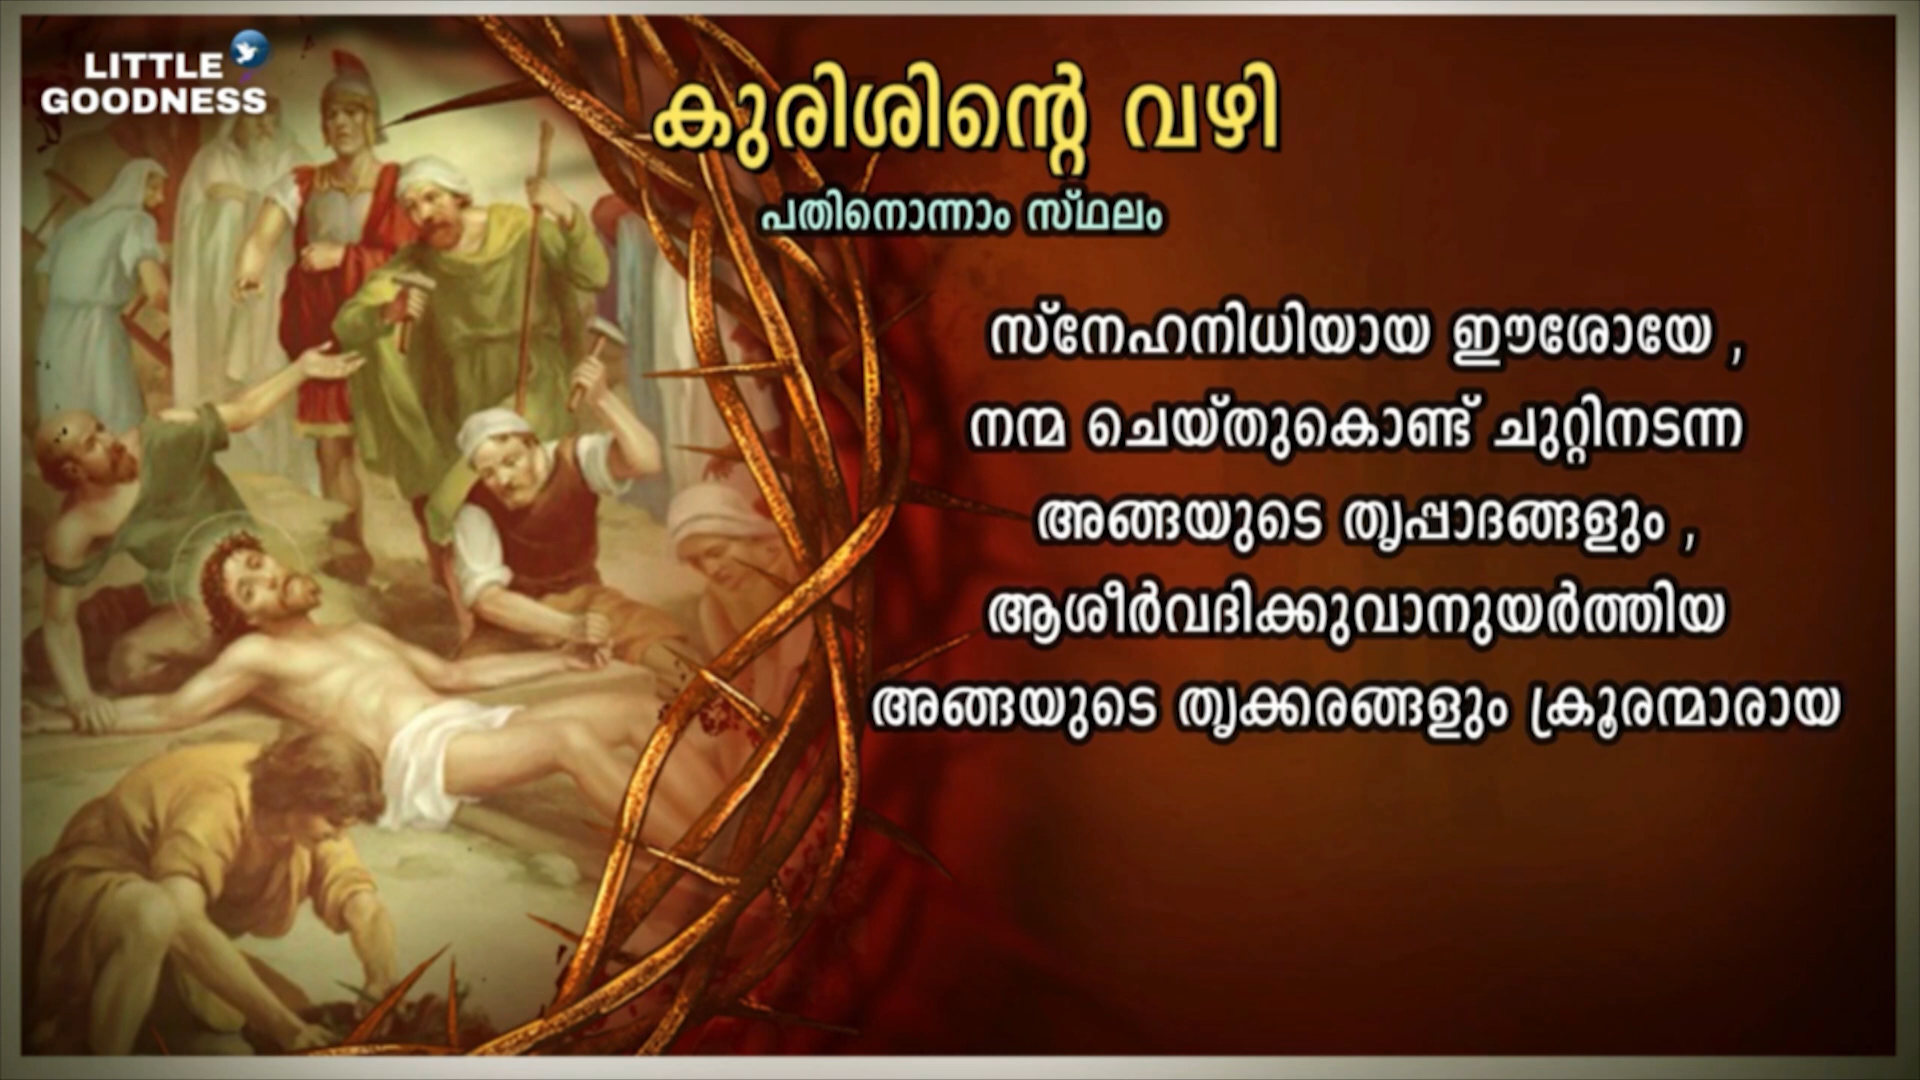 LITTLE
GOODNESS
കുരിശിന്റെ വഴി
പതിനൊന്നാം സ്ഥലം
സ്നേഹനിധിയായ ഈശോയേ ,
നന്മ ചെയ്തുകൊണ്ട് ചുറ്റിനടന്ന
അങ്ങയുടെ തൃപ്പാദങ്ങളും ,
ആശീർവദിക്കുവാനുയർത്തിയ
അങ്ങയുടെ തൃക്കരങ്ങളും ക്രൂരന്മാരായ